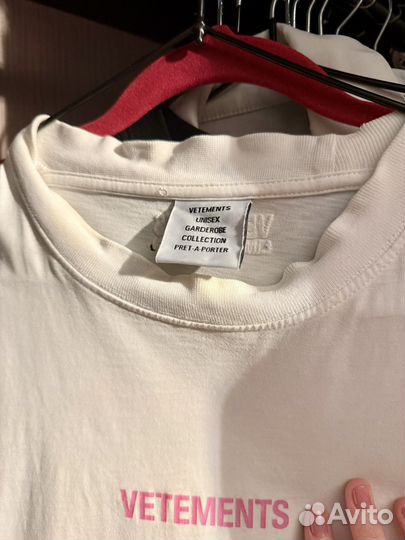 VETEMENTS
UNISEX
GARDEROBE
COLLECTION
PRET-A-PORTER
VETEMENTS
Avito